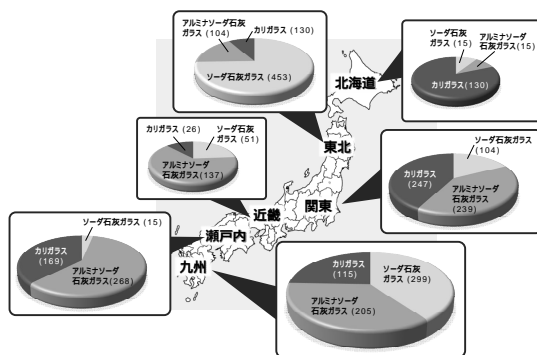 アルミナソーダ石灰
ガラス (104)
カリガラス (130)
ソーダ石灰ガラス (453)
ソーダ石灰
ガラス (15)
アルミナソーダ
石灰ガラス(15)
カリガラス(130)
北海道
東北
カリガラス (26)
ソーダ石灰
ガラス (51)
アルミナソーダ
石灰ガラス(137)
ソーダ石灰ガラス
(104)
カリガラス
(247)
アルミナソーダ
石灰ガラス
(239)
近畿
関東
瀬戸内
九州
ソーダ石灰ガラス (15)
カリガラス
(169)
アルミナソーダ
石灰ガラス(268)
カリガラス
(115)
ソーダ石灰
ガラス (299)
アルミナソーダ
石灰ガラス (205)